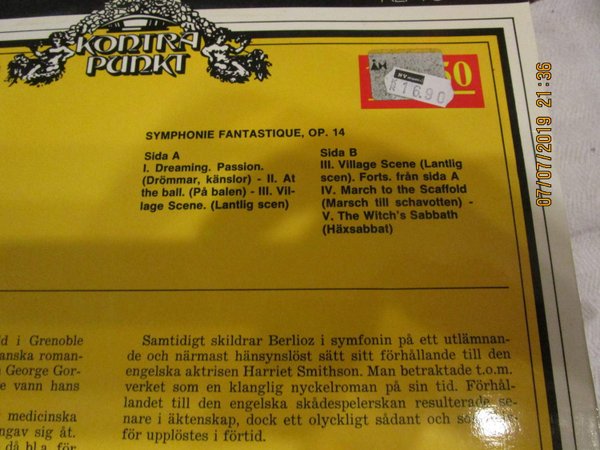 KONTRA
PUNKT
ÅH
50
16.90
SYMPHONIE FANTASTIQUE, OP. 14
Sida A
I. Dreaming. Passion.
(Drömmar, känslor) - II. At
the ball. (På balen) - III. Vil-
lage Scene. (Lantlig scen)
Sida B
III. Village Scene (Lantlig
scen). Forts. från sida A
IV. March to the Scaffold
(Marsch till schavotten) -
V. The Witch's Sabbath
(Häxsabbat)
07/07/2019 21:36
d i Grenoble
anska roman-
George Gor-
e vann hans
medicinska
ngav sig åt.
då bl.a. för
Samtidigt skildrar Berlioz i symfonin på ett utlämnan-
de och närmast hänsynslöst sätt sitt förhållande till den
engelska aktrisen Harriet Smithson. Man betraktade t.o.m.
verket som en klanglig nyckelroman på sin tid. Förhål-
landet till den engelska skådespelerskan resulterade se-
nare i äktenskap, dock ett olyckligt sådant och som
för upplöstes i förtid.